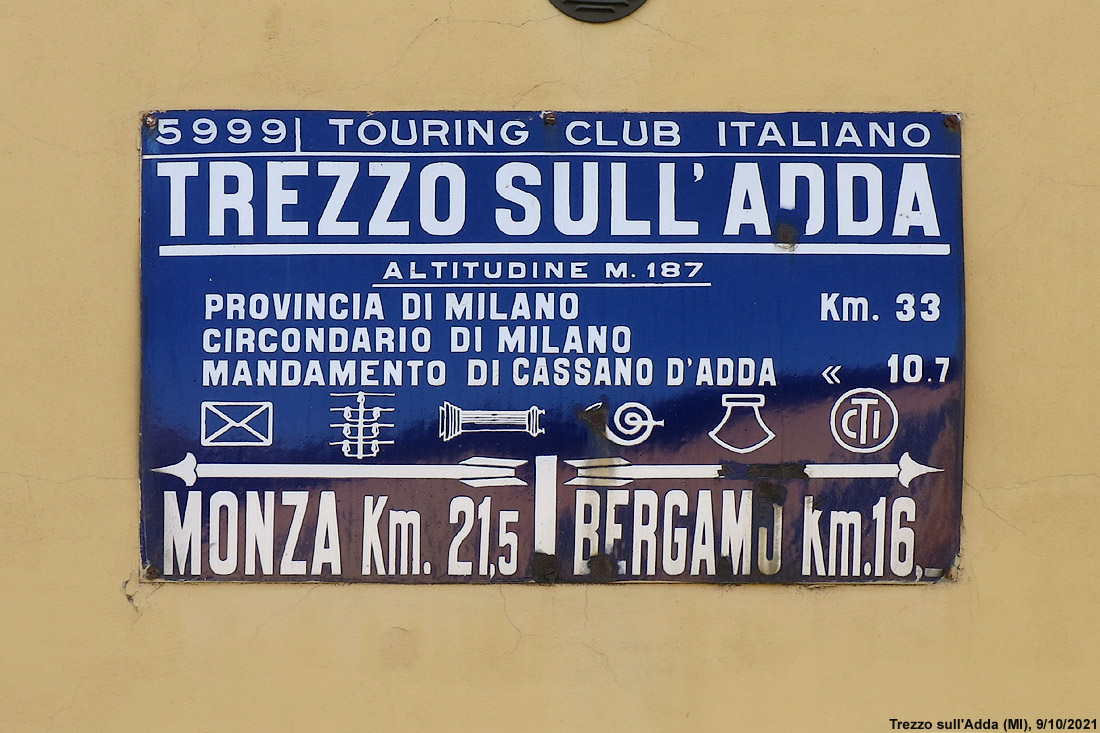 5999| TOURING CLUB ITALIANO
TREZZO SULL'ADDA
ALTITUDINE M. 187
PROVINCIA DI MILANO Km. 33
CIRCONDARIO DI MILANO
MANDAMENTO DI CASSANO D'ADDA « 10.7
CTI
MONZA Km. 21,5 BERGAMO Km.16,_
Trezzo sull'Adda (MI), 9/10/2021